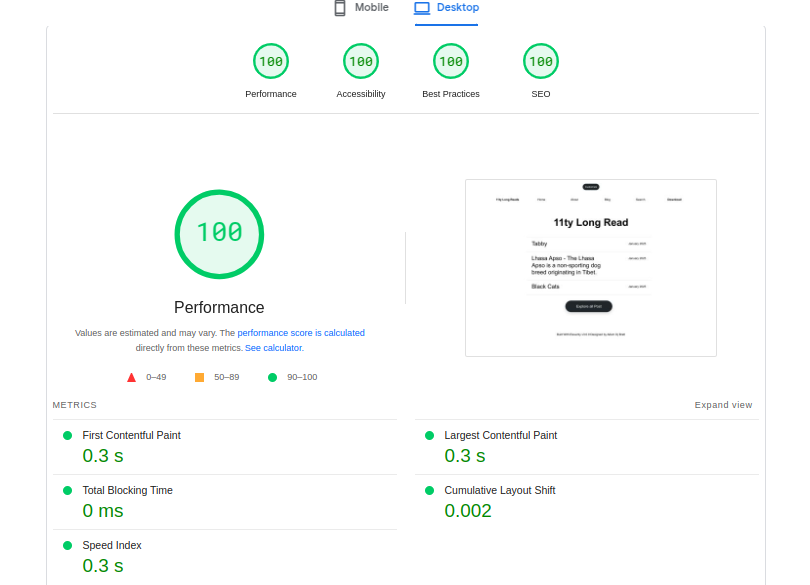 Mobile
Desktop
100
100
100
100
Performance
Accessibility
Best Practices
SEO
100
Performance
Values are estimated and may vary. The performance score is calculated
directly from these metrics. See calculator.
0–49
50–89
90–100
11ty Long Read
Tabby
Lhasa Apso - The Lhasa
Apso is a non-sporting dog
breed originating in Tibet.
Black Cats
METRICS
Expand view
First Contentful Paint
0.3 s
Largest Contentful Paint
0.3 s
Total Blocking Time
0 ms
Cumulative Layout Shift
0.002
Speed Index
0.3 s